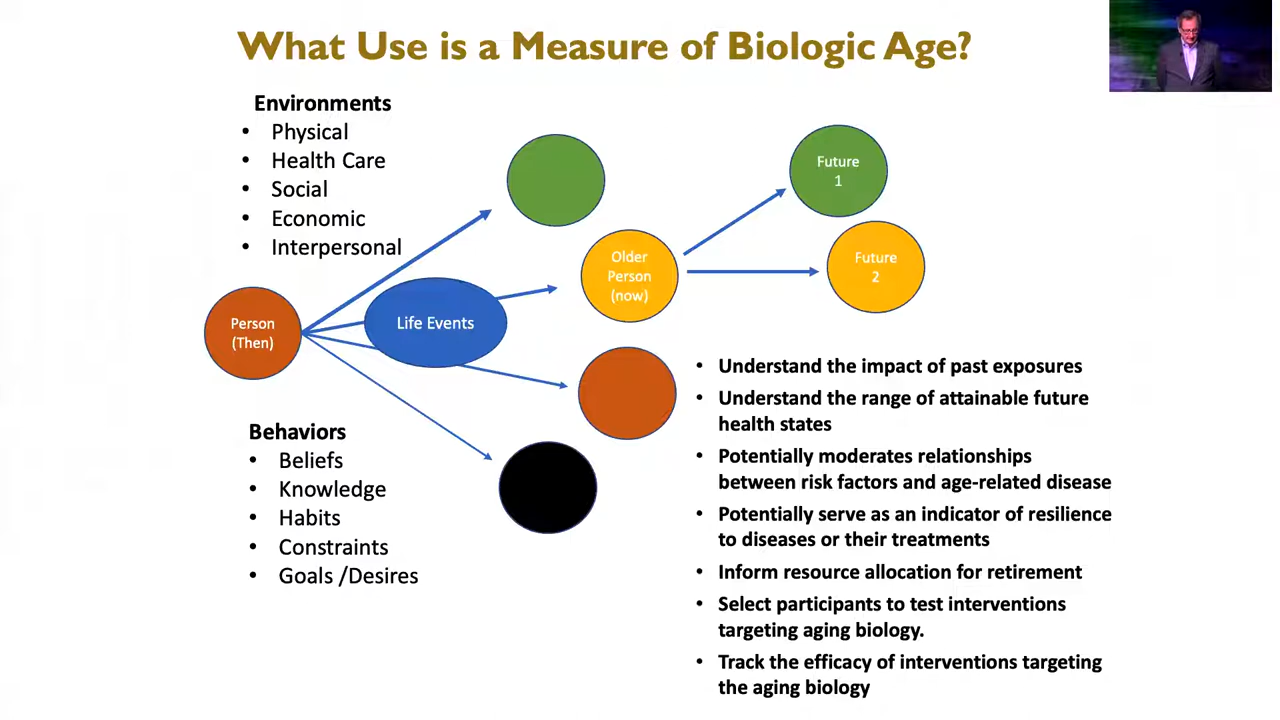 What Use is a Measure of Biologic Age?
Environments
• Physical
• Health Care
• Social
• Economic
• Interpersonal
Person
(Then)
Life Events
Older
Person
(now)
Future
1
Future
2
Behaviors
• Beliefs
• Knowledge
• Habits
• Constraints
• Goals /Desires
• Understand the impact of past exposures
• Understand the range of attainable future
health states
• Potentially moderates relationships
between risk factors and age-related disease
• Potentially serve as an indicator of resilience
to diseases or their treatments
• Inform resource allocation for retirement
• Select participants to test interventions
targeting aging biology.
• Track the efficacy of interventions targeting
the aging biology